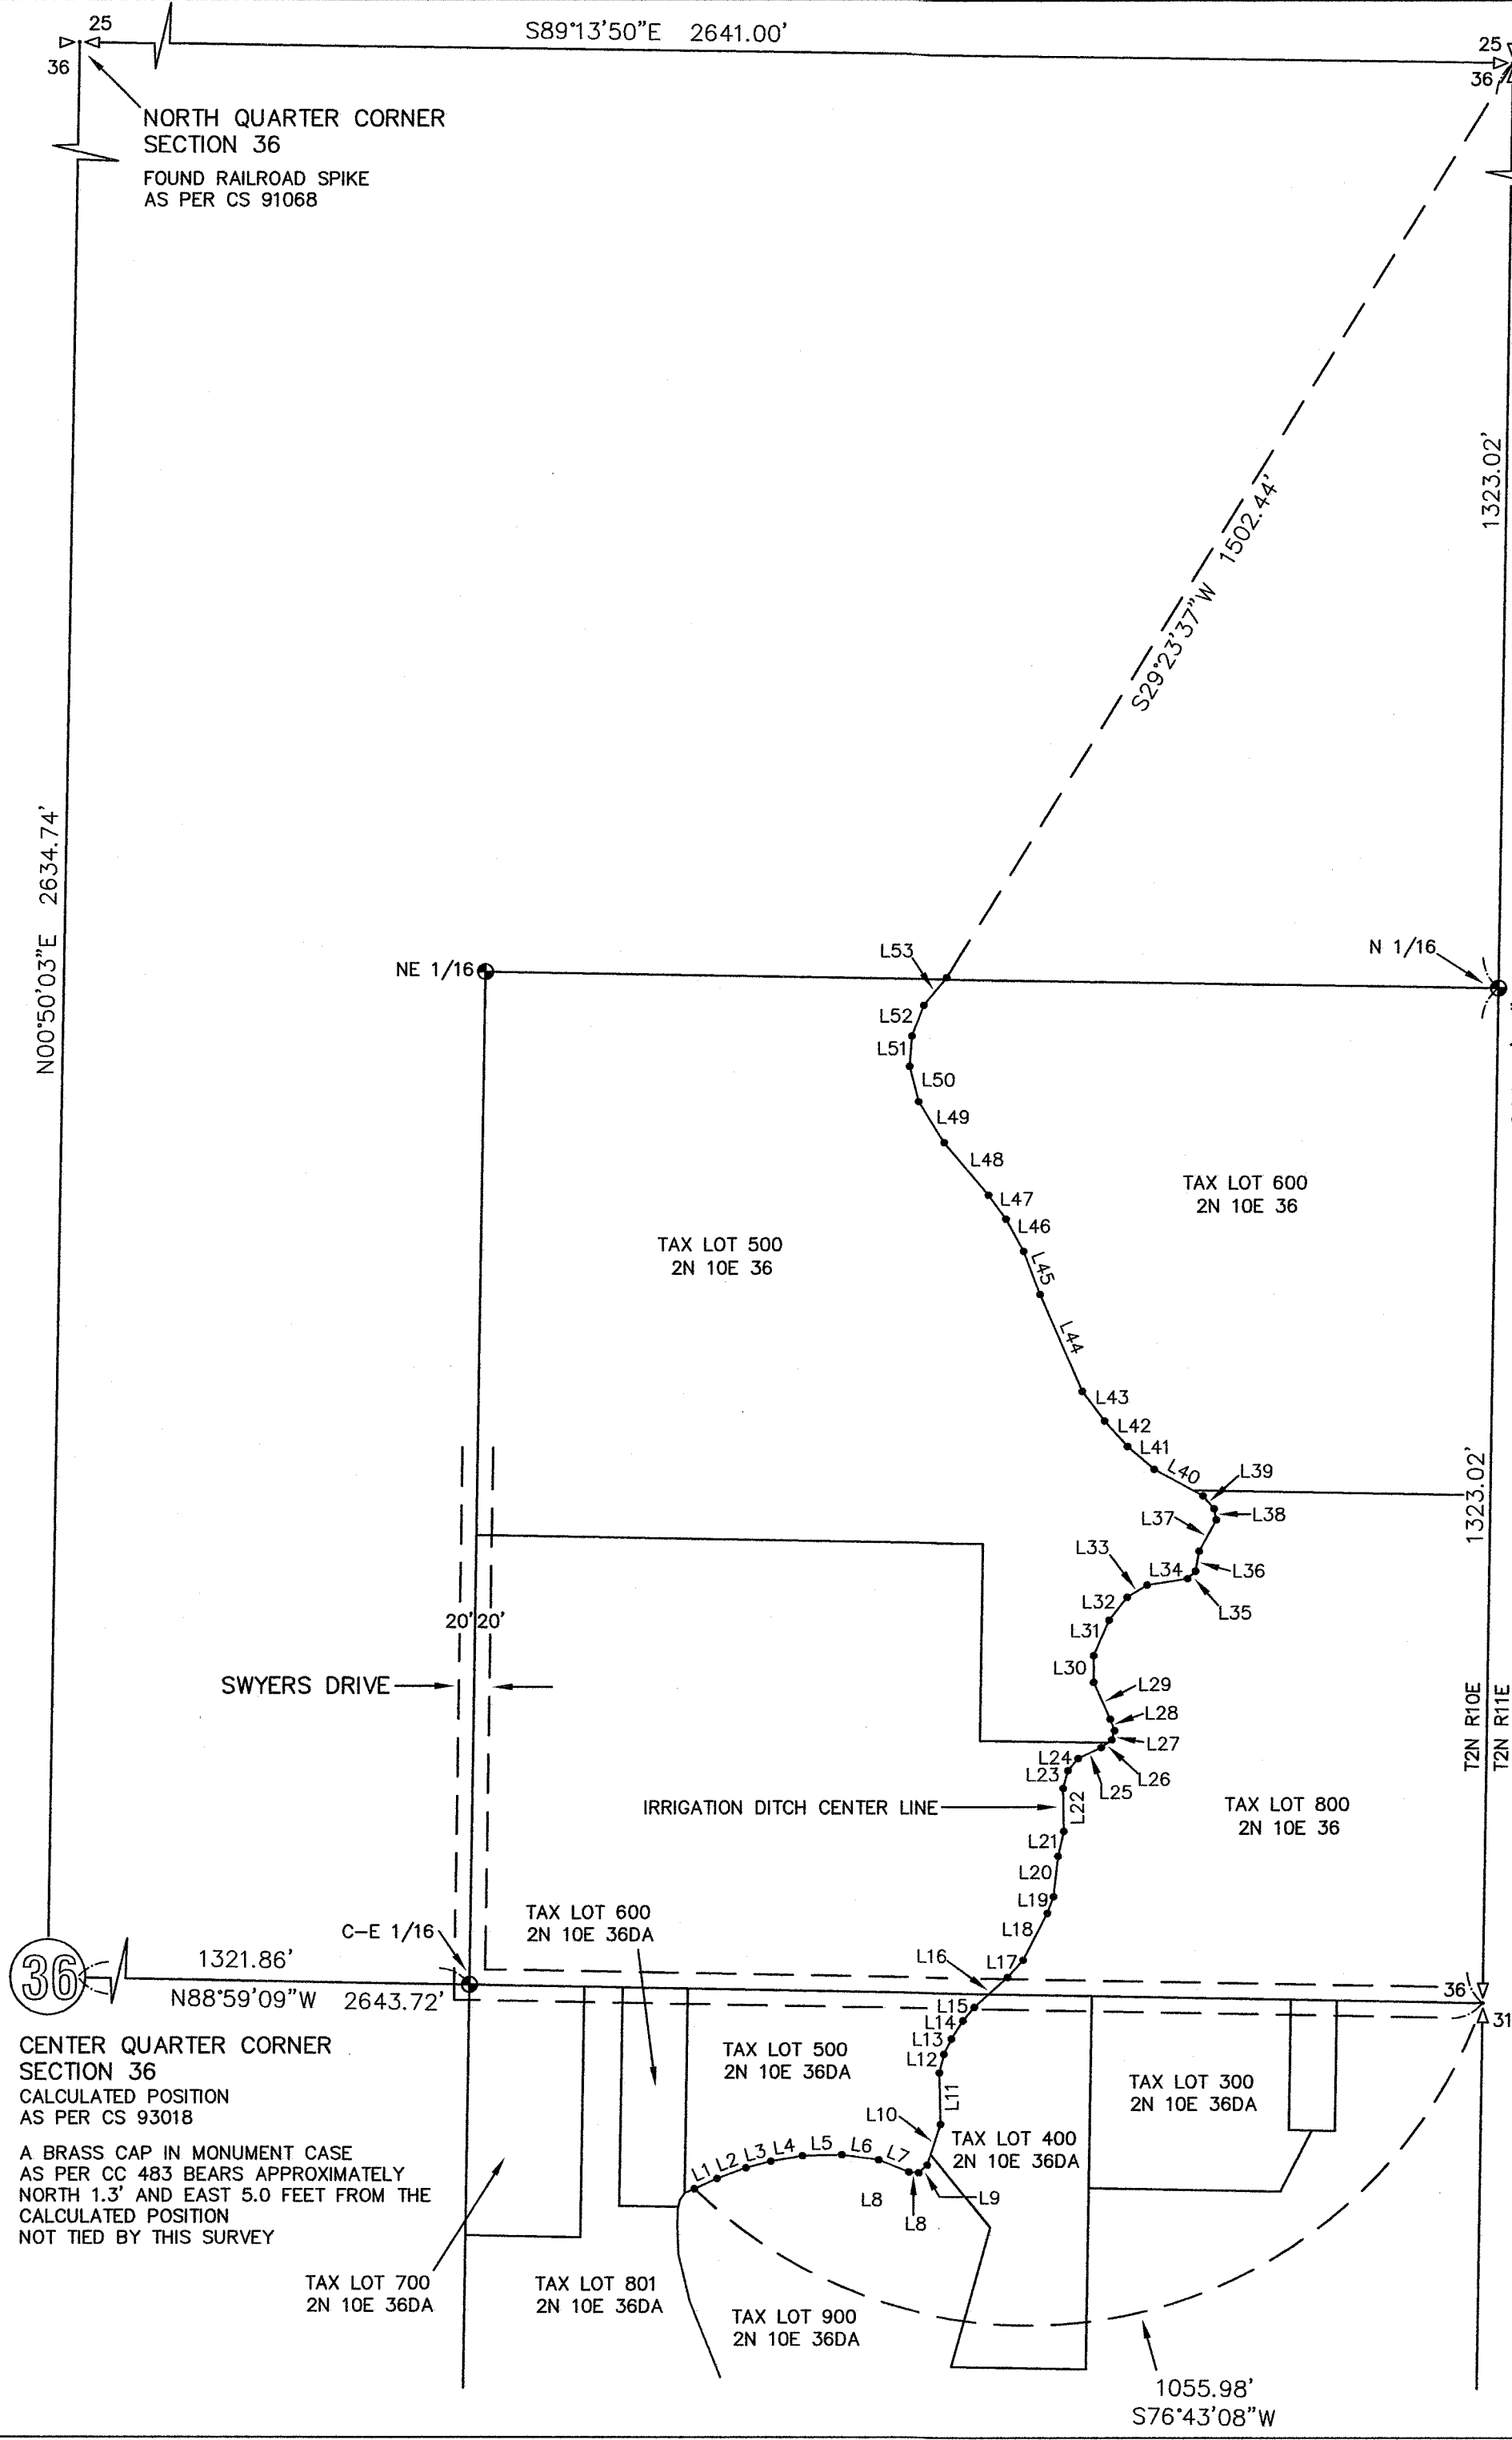 25
S89°13'50"E 2641.00'
25
36
36
NORTH QUARTER CORNER
SECTION 36
FOUND RAILROAD SPIKE
AS PER CS 91068
1323.02'
S29°23'37"W 1502.44'
N00°50'03"E 2634.74'
L53
N 1/16
NE 1/16
L52
L51
L50
L49
L48
TAX LOT 600
2N 10E 36
L47
L46
TAX LOT 500
2N 10E 36
L45
L44
L43
L42
L41
L40
L39
1323.02'
L38
L37
L33
L36
L34
L35
L32
20' 20'
L31
L30
SWYERS DRIVE
L29
L28
T2N R10E
T2N R11E
L27
L24
L26
L23
L25
L22
IRRIGATION DITCH CENTER LINE
TAX LOT 800
2N 10E 36
L21
L20
L19
TAX LOT 600
2N 10E 36DA
L18
C-E 1/16
L16
L17
36
1321.86'
36
N88°59'09"W 2643.72'
L15
31
L14
L13
L12
CENTER QUARTER CORNER
SECTION 36
CALCULATED POSITION
AS PER CS 93018
TAX LOT 500
2N 10E 36DA
TAX LOT 300
2N 10E 36DA
L11
L10
TAX LOT 400
2N 10E 36DA
A BRASS CAP IN MONUMENT CASE
AS PER CC 483 BEARS APPROXIMATELY
NORTH 1.3' AND EAST 5.0 FEET FROM THE
CALCULATED POSITION
NOT TIED BY THIS SURVEY
L1
L2
L3
L4
L5
L6
L7
L8
L9
L8
TAX LOT 700
2N 10E 36DA
TAX LOT 801
2N 10E 36DA
TAX LOT 900
2N 10E 36DA
1055.98'
S76°43'08"W